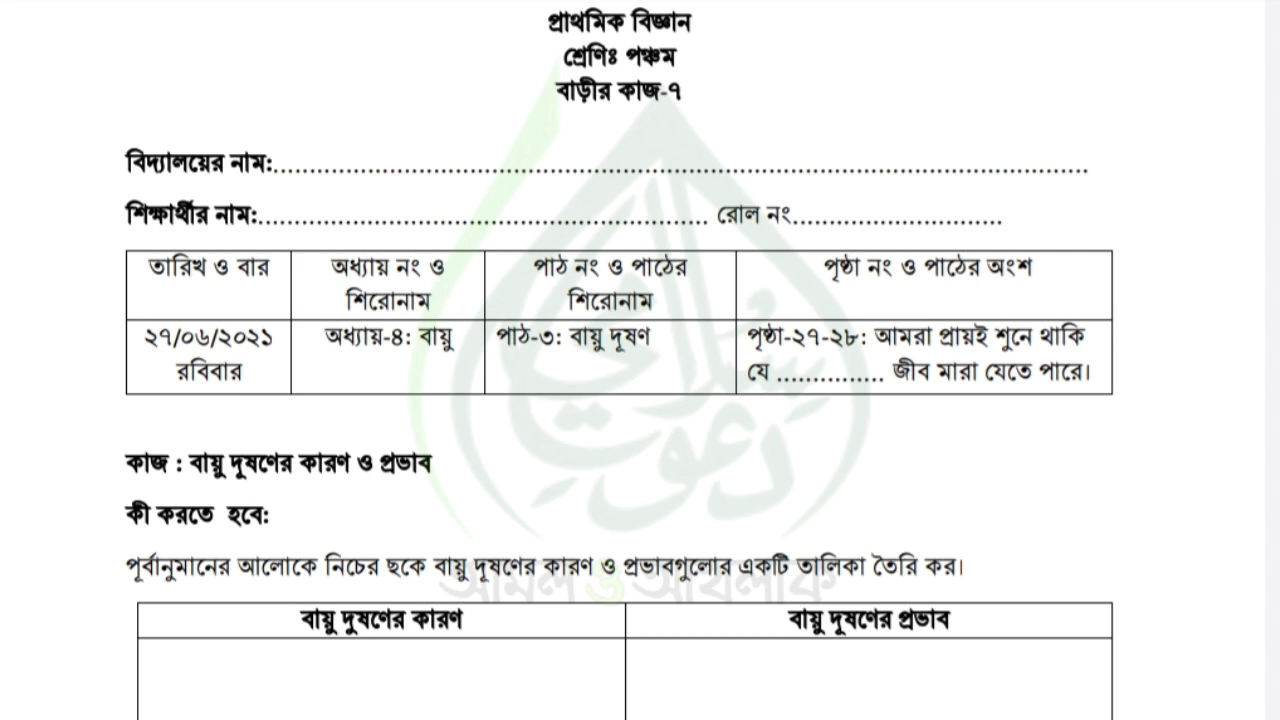 প্রাথমিক বিজ্ঞান
শ্রেণিঃ পঞ্চম
বাড়ীর কাজ-৭
বিদ্যালয়ের নাম:..........................................................................................................
শিক্ষার্থীর নাম:............................................................ রোল নং............................
তারিখ ও বার
অধ্যায় নং ও
শিরোনাম
পাঠ নং ও পাঠের
শিরোনাম
পৃষ্ঠা নং ও পাঠের অংশ
২৭/০৬/২০২১
রবিবার
অধ্যায়-৪: বায়ু
পাঠ-৩: বায়ু দূষণ
পৃষ্ঠা-২৭-২৮: আমরা প্রায়ই শুনে থাকি
যে ............... জীব মারা যেতে পারে।
কাজ : বায়ু দূষণের কারণ ও প্রভাব
কী করতে হবে:
পূর্বানুমানের আলোকে নিচের ছকে বায়ু দূষণের কারণ ও প্রভাবগুলোর একটি তালিকা তৈরি কর।
বায়ু দুষণের কারণ
বায়ু দূষণের প্রভাব